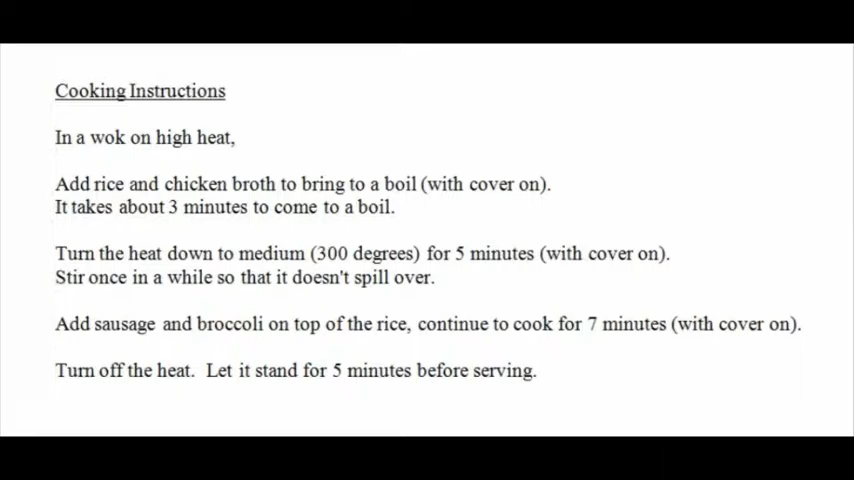 Cooking Instructions
In a wok on high heat,
Add rice and chicken broth to bring to a boil (with cover on).
It takes about 3 minutes to come to a boil.
Turn the heat down to medium (300 degrees) for 5 minutes (with cover on).
Stir once in a while so that it doesn't spill over.
Add sausage and broccoli on top of the rice, continue to cook for 7 minutes (with cover on).
Turn off the heat.  Let it stand for 5 minutes before serving.